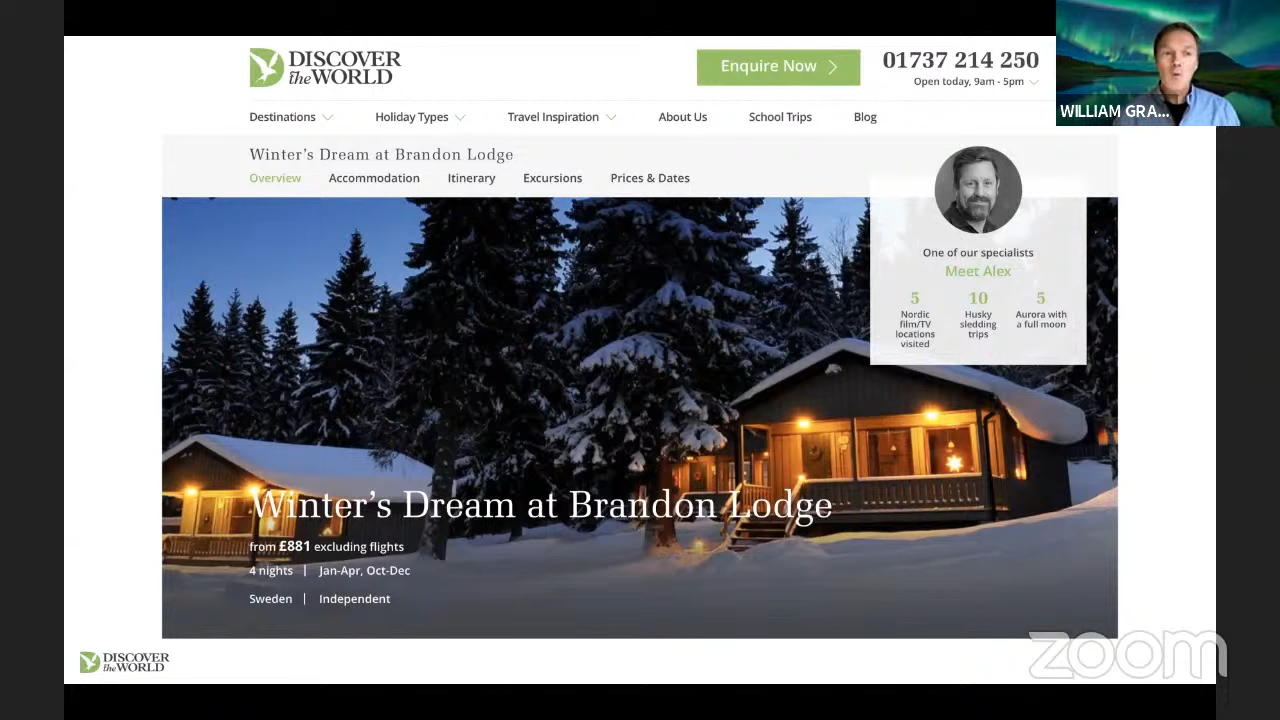 DISCOVER
the WORLD
Enquire Now
01737 214 250
Open today, 9am - 5pm
WILLIAM GRA...
Destinations
Holiday Types
Travel Inspiration
About Us
School Trips
Blog
Winter's Dream at Brandon Lodge
Overview
Accommodation
Itinerary
Excursions
Prices & Dates
One of our specialists
Meet Alex
5
Nordic
film/TV
locations
visited
10
Husky
sledding
trips
5
Aurora with
a full moon
Winter's Dream at Brandon Lodge
from £881 excluding flights
4 nights | Jan-Apr, Oct-Dec
Sweden | Independent
DISCOVER
the WORLD
zoom